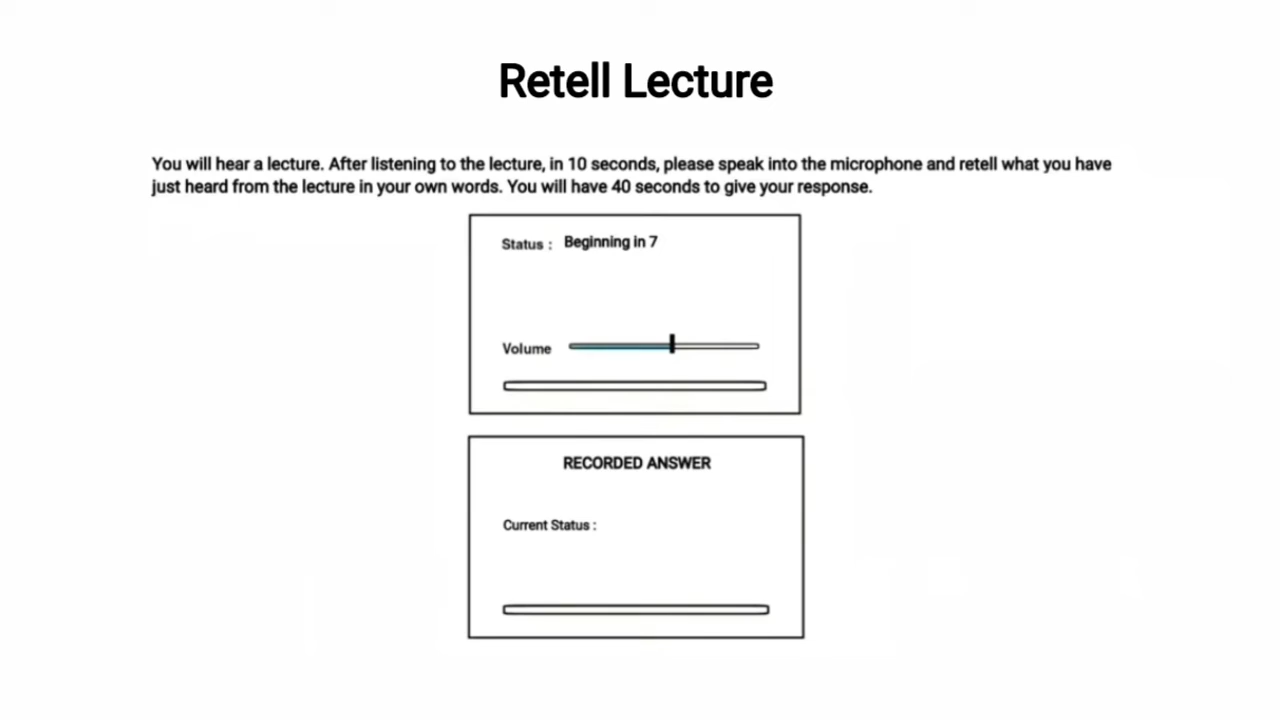 Retell Lecture
You will hear a lecture. After listening to the lecture, in 10 seconds, please speak into the microphone and retell what you have
just heard from the lecture in your own words. You will have 40 seconds to give your response.
Status : Beginning in 7
Volume
RECORDED ANSWER
Current Status :